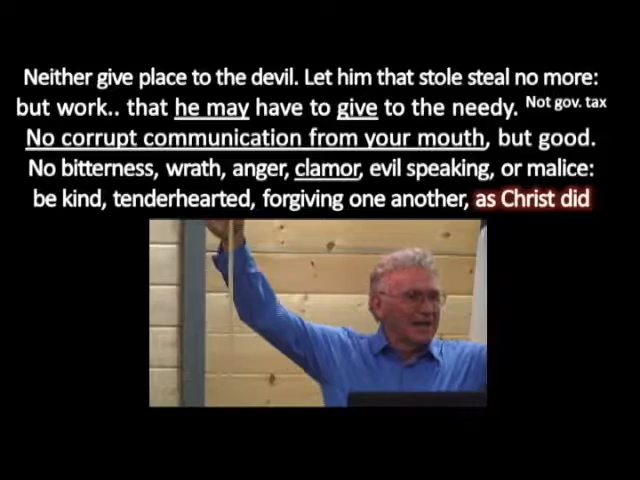 Neither give place to the devil. Let him that stole steal no more:
but work.. that he may have to give to the needy. Not gov. tax
No corrupt communication from your mouth, but good.
No bitterness, wrath, anger, clamor, evil speaking, or malice:
be kind, tenderhearted, forgiving one another, as Christ did